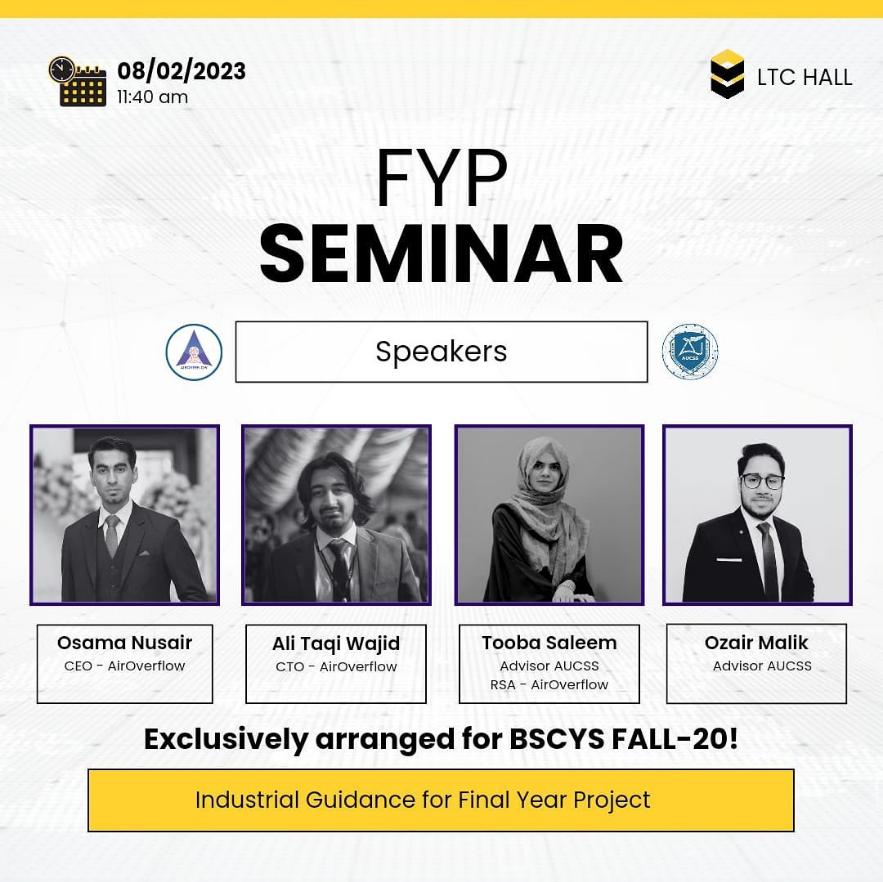 08/02/2023
11:40 am
LTC HALL
FYP
SEMINAR
Speakers
AUCSS
Osama Nusair
CEO - AirOverflow
Ali Taqi Wajid
CTO - AirOverflow
Tooba Saleem
Advisor AUCSS
RSA - AirOverflow
Ozair Malik
Advisor AUCSS
Exclusively arranged for BSCYS FALL-20!
Industrial Guidance for Final Year Project